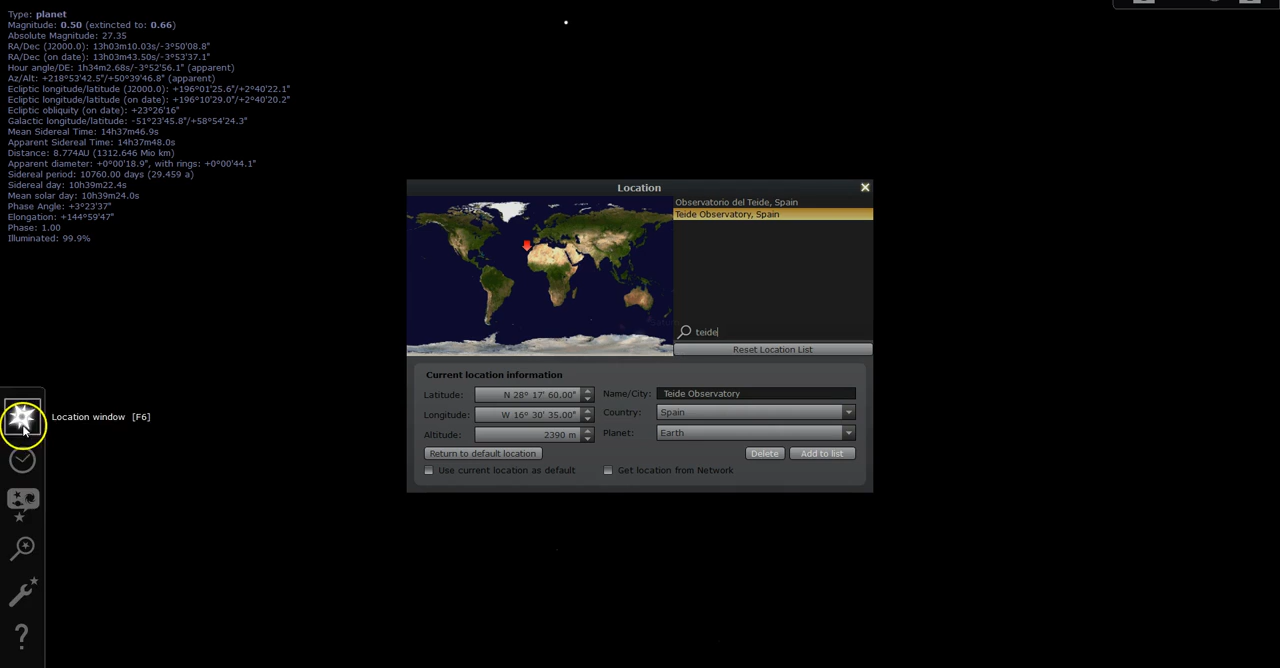 Type: planet
Magnitude: 0.50 (extincted to: 0.66)
Absolute Magnitude: 27.35
RA/Dec (J2000.0): 13h03m10.03s/-3°50'08.8"
RA/Dec (on date): 13h03m43.50s/-3°53'37.1"
Hour angle/DE: 1h34m2.68s/-3°52'56.1" (apparent)
Az/Alt: +218°53'42.5"/+50°39'46.8" (apparent)
Ecliptic longitude/latitude (J2000.0): +196°01'25.6"/+2°40'22.1"
Ecliptic longitude/latitude (on date): +196°10'29.0"/+2°40'20.2"
Ecliptic obliquity (on date): +23°26'16"
Galactic longitude/latitude: -51°23'45.8"/+58°54'24.3"
Mean Sidereal Time: 14h37m46.9s
Apparent Sidereal Time: 14h37m48.0s
Distance: 8.774AU (1312.646 Mio km)
Apparent diameter: +0°00'18.9", with rings: +0°00'44.1"
Sidereal period: 10760.00 days (29.459 a)
Sidereal day: 10h39m22.4s
Mean solar day: 10h39m24.0s
Phase Angle: +3°23'37"
Elongation: +144°59'47"
Phase: 1.00
Illuminated: 99.9%
Location
Observatorio del Teide, Spain
Teide Observatory, Spain
teide
Reset Location List
Current location information
Latitude: N 28° 17' 60.00"
Name/City: Teide Observatory
Longitude: W 16° 30' 35.00"
Country: Spain
Altitude: 2390 m
Planet: Earth
Return to default location
Delete
Add to list
Use current location as default
Get location from Network
Location window [F6]
?